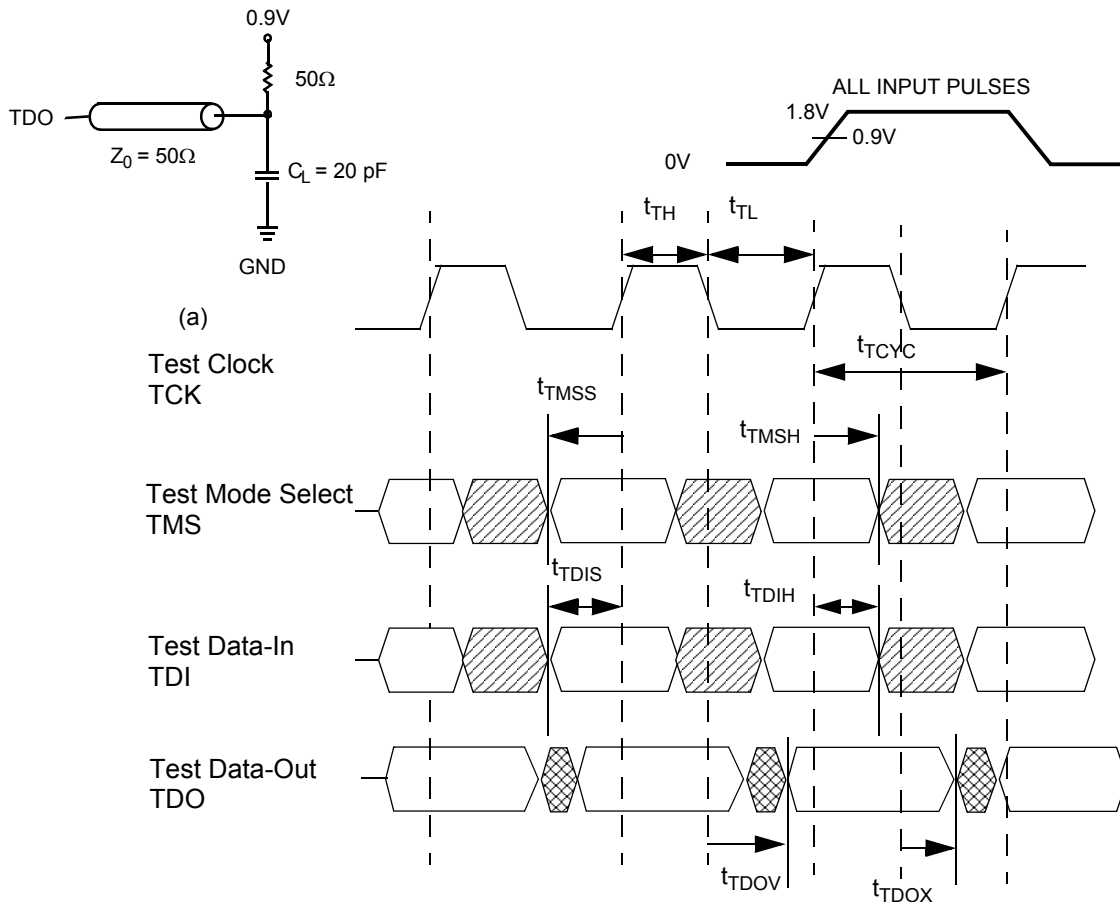 0.9V
50Ω
TDO
Z0 = 50Ω
CL = 20 pF
GND
(a)
ALL INPUT PULSES
1.8V
0.9V
0V
tTH
tTL
Test Clock
TCK
tTCYC
tTMSS
tTMSH
Test Mode Select
TMS
tTDIS
tTDIH
Test Data-In
TDI
Test Data-Out
TDO
tTDOV
tTDOX